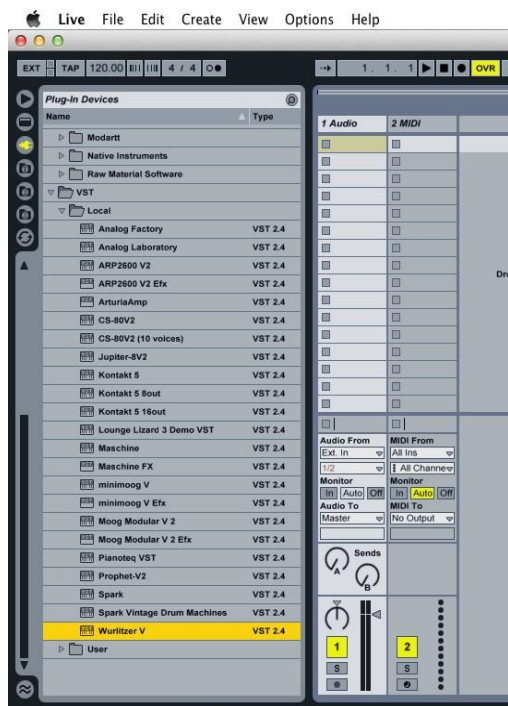 Live File Edit Create View Options Help
EXT TAP 120.00 4 / 4 1. 1. 1 OVR
Plug-In Devices
Name Type
Modartt
Native Instruments
Raw Material Software
VST
Local
Analog Factory VST 2.4
Analog Laboratory VST 2.4
ARP2600 V2 VST 2.4
ARP2600 V2 Efx VST 2.4
ArturiaAmp VST 2.4
CS-80V2 VST 2.4
CS-80V2 (10 voices) VST 2.4
Jupiter-8V2 VST 2.4
Kontakt 5 VST 2.4
Kontakt 5 8out VST 2.4
Kontakt 5 16out VST 2.4
Lounge Lizard 3 Demo VST VST 2.4
Maschine VST 2.4
Maschine FX VST 2.4
minimoog V VST 2.4
minimoog V Efx VST 2.4
Moog Modular V 2 VST 2.4
Moog Modular V 2 Efx VST 2.4
Pianoteq VST VST 2.4
Prophet-V2 VST 2.4
Spark VST 2.4
Spark Vintage Drum Machines VST 2.4
Wurlitzer V VST 2.4
User
1 Audio 2 MIDI
Dro
Audio From MIDI From
Ext. In All Ins
1/2 All Channe
Monitor Monitor
In Auto Off In Auto Off
Audio To MIDI To
Master No Output
Sends
A
B
1 2
S S